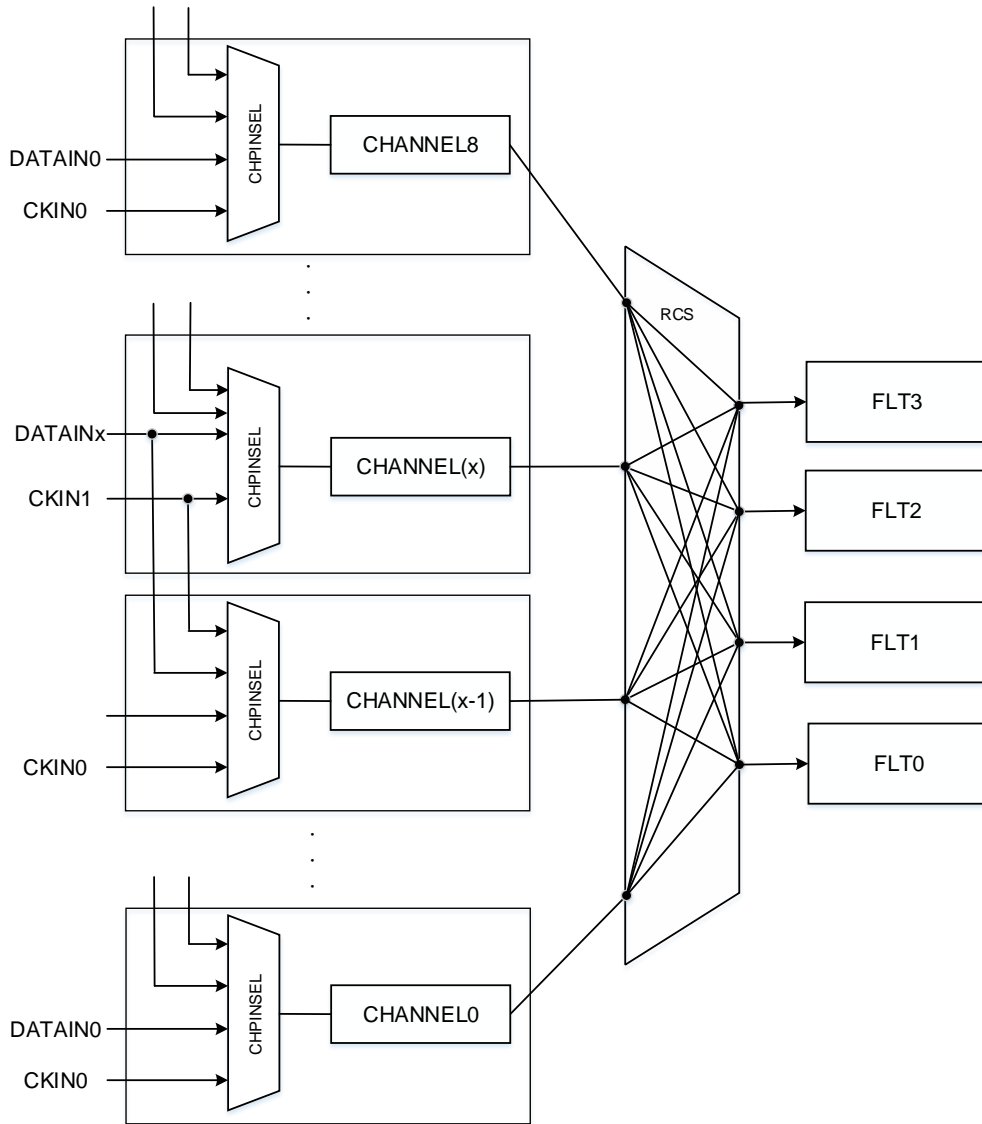 CHPINSEL
CHANNEL8
DATAIN0
CKIN0
RCS
CHPINSEL
DATAINx
CHANNEL(x)
CKIN1
FLT3
FLT2
CHPINSEL
CHANNEL(x-1)
CKIN0
FLT1
FLT0
CHPINSEL
CHANNEL0
DATAIN0
CKIN0